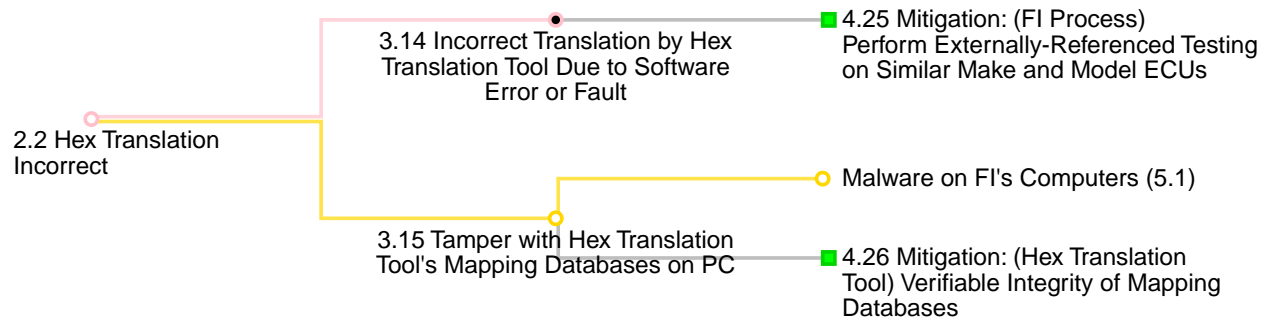 4.25 Mitigation: (FI Process)
Perform Externally-Referenced Testing
on Similar Make and Model ECUs
3.14 Incorrect Translation by Hex
Translation Tool Due to Software
Error or Fault
2.2 Hex Translation
Incorrect
Malware on FI's Computers (5.1)
3.15 Tamper with Hex Translation
Tool's Mapping Databases on PC
4.26 Mitigation: (Hex Translation
Tool) Verifiable Integrity of Mapping
Databases